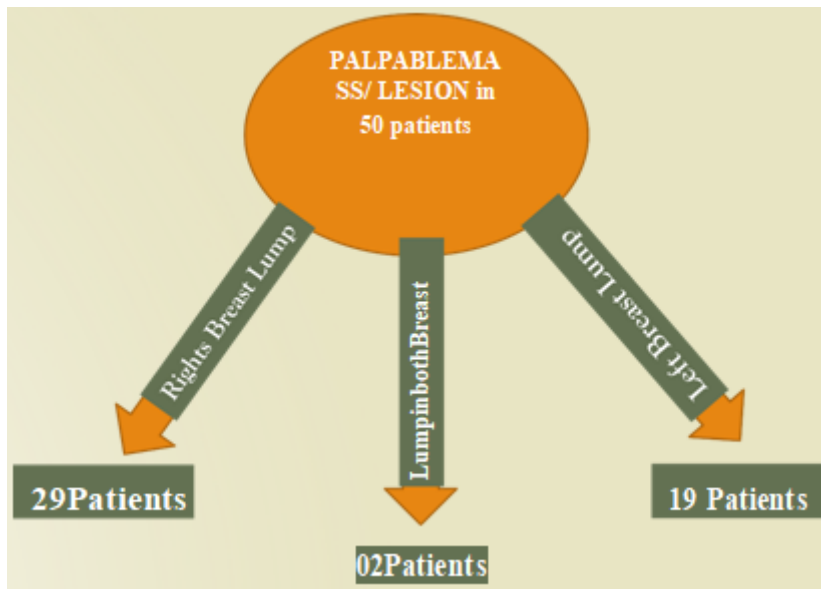 PALPABLEMA
SS/ LESION in
50 patients
Rights Breast Lump
LumpinbothBreast
Left Breast Lump
29Patients
02Patients
19 Patients